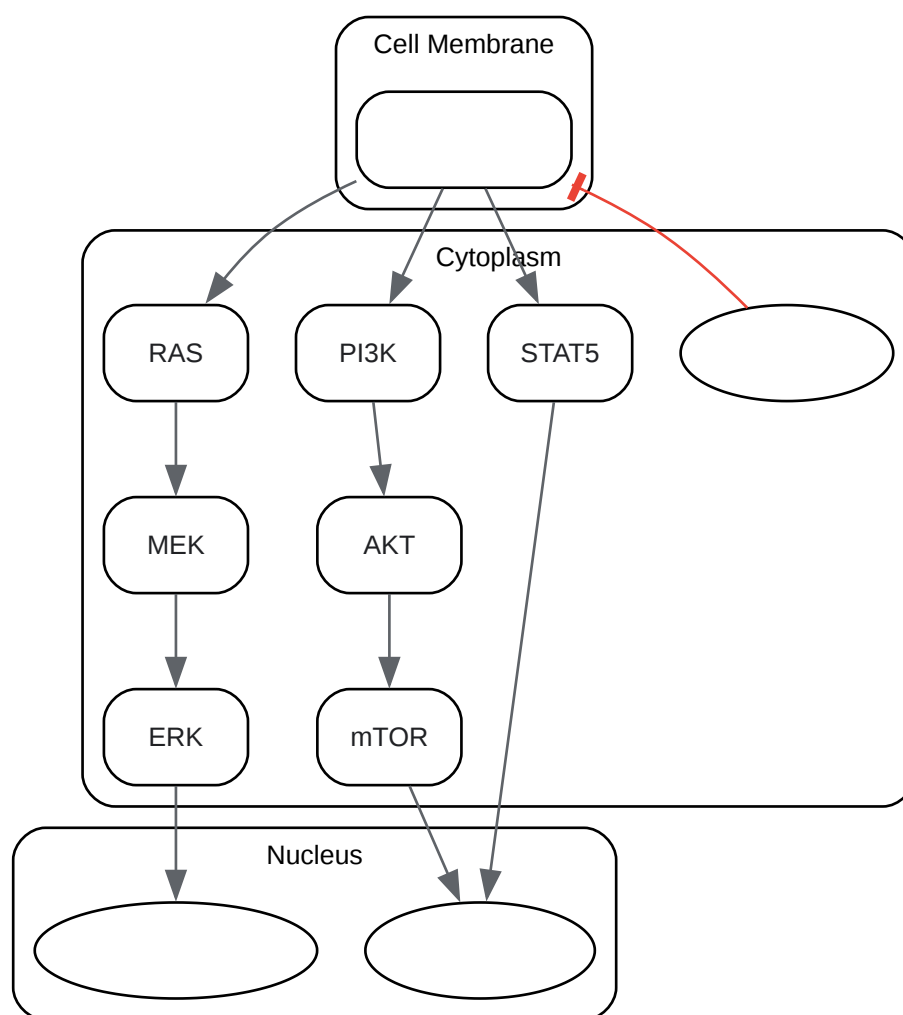 Cell Membrane
Cytoplasm
RAS
PI3K
STAT5
MEK
AKT
ERK
mTOR
Nucleus